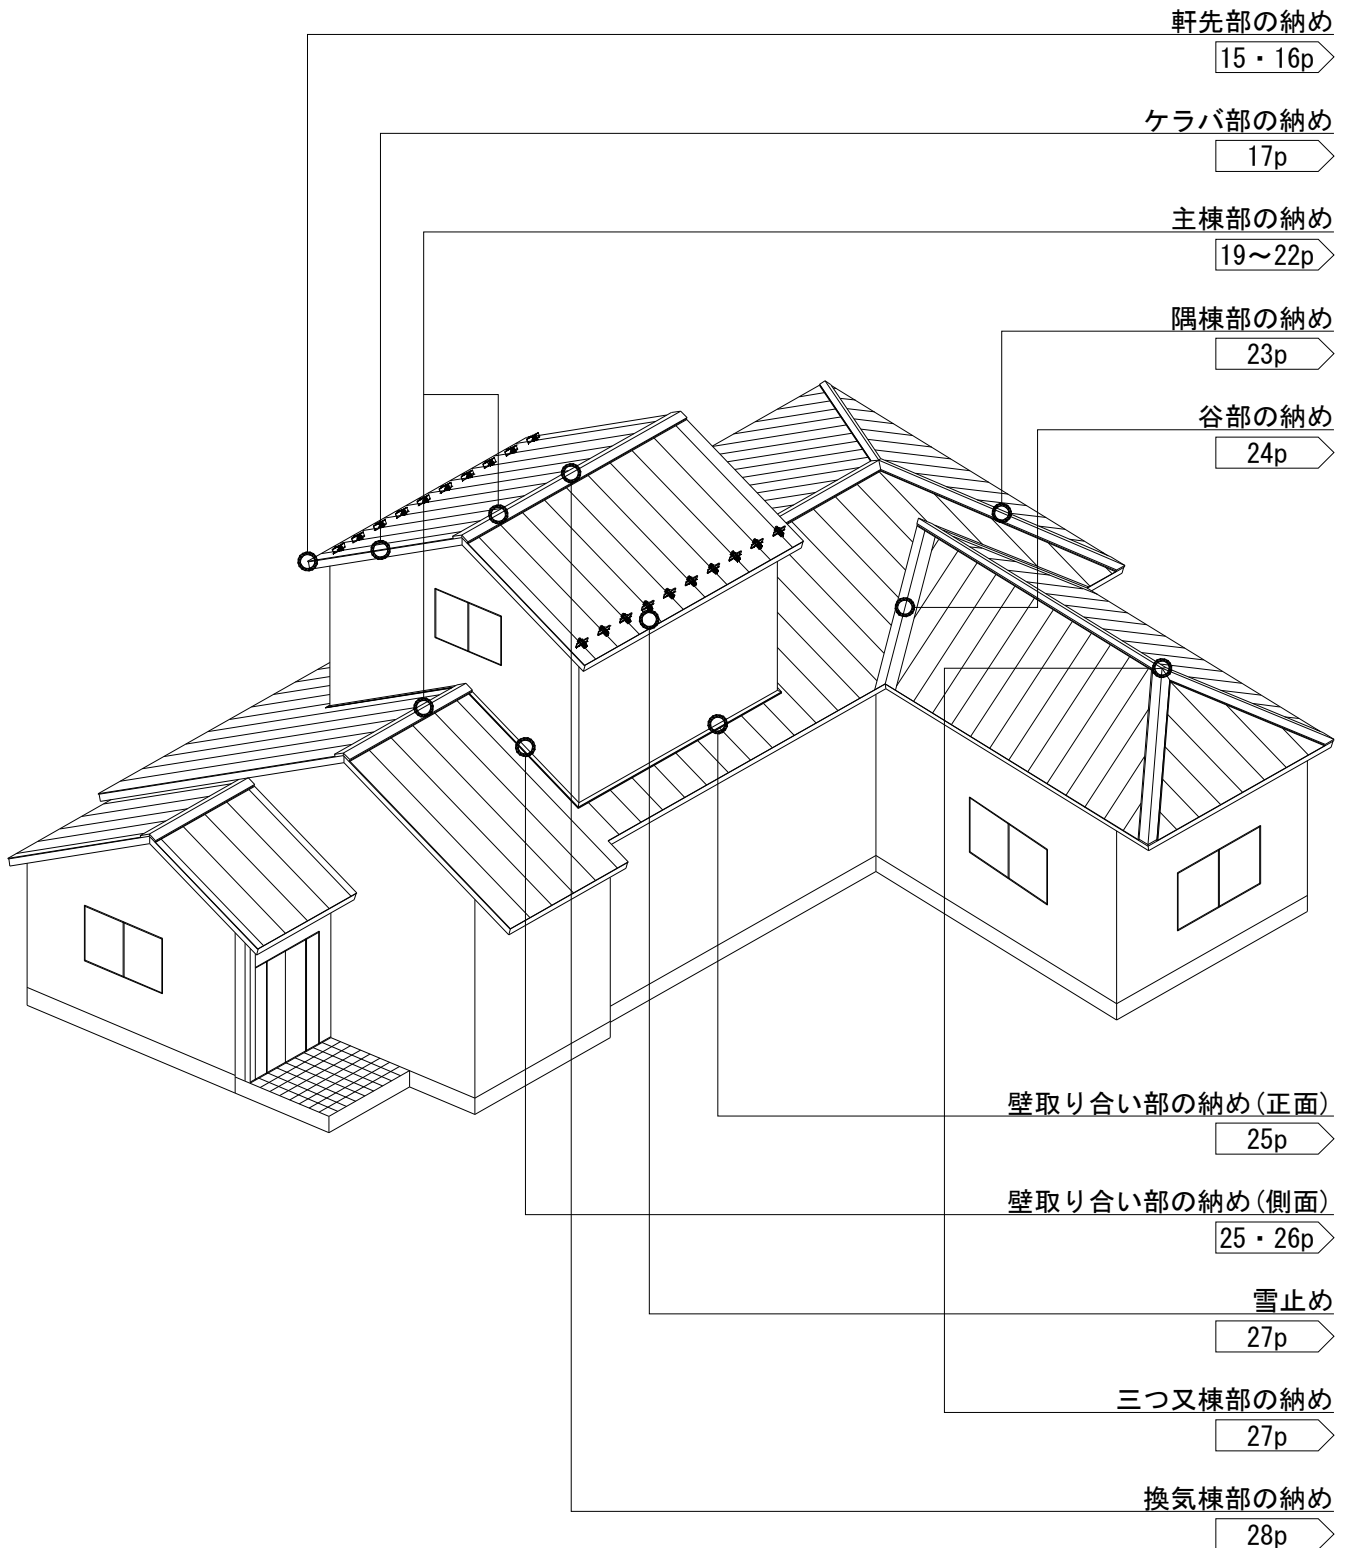 軒先部の納め
15・16p
ケラバ部の納め
17p
主棟部の納め
19～22p
隅棟部の納め
23p
谷部の納め
24p
壁取り合い部の納め(正面)
25p
壁取り合い部の納め(側面)
25・26p
雪止め
27p
三つ又棟部の納め
27p
換気棟部の納め
28p